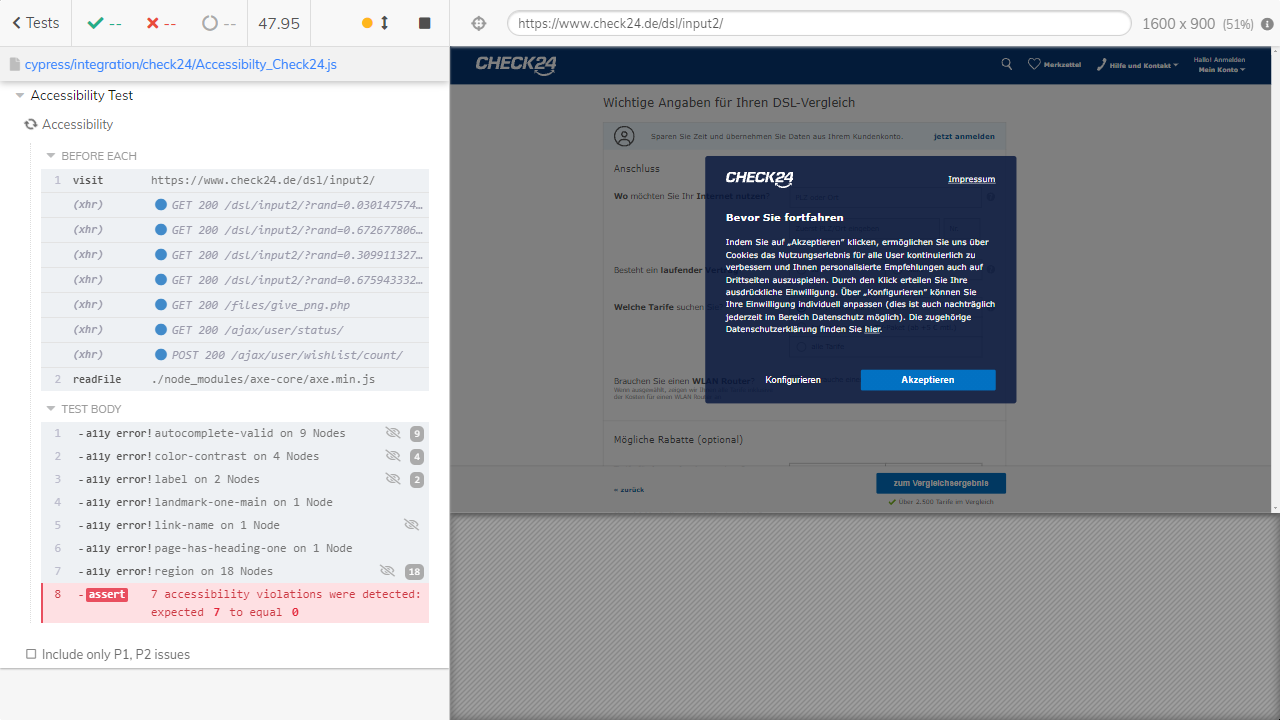 Tests
--
--
--
47.95
https://www.check24.de/dsl/input2/
1600 x 900 (51%)
cypress/integration/check24/Accessibilty_Check24.js
Accessibility Test
Accessibility
BEFORE EACH
1 visit https://www.check24.de/dsl/input2/
(xhr) GET 200 /dsl/input2/?rand=0.030147574…
(xhr) GET 200 /dsl/input2/?rand=0.672677806…
(xhr) GET 200 /dsl/input2/?rand=0.309911327…
(xhr) GET 200 /dsl/input2/?rand=0.675943332…
(xhr) GET 200 /files/give_png.php
(xhr) GET 200 /ajax/user/status/
(xhr) POST 200 /ajax/user/wishlist/count/
2 readFile ./node_modules/axe-core/axe.min.js
TEST BODY
1 -a11y error! autocomplete-valid on 9 Nodes 9
2 -a11y error! color-contrast on 4 Nodes 4
3 -a11y error! label on 2 Nodes 2
4 -a11y error! landmark-one-main on 1 Node
5 -a11y error! link-name on 1 Node
6 -a11y error! page-has-heading-one on 1 Node
7 -a11y error! region on 18 Nodes 18
8 -assert 7 accessibility violations were detected:
expected 7 to equal 0
Include only P1, P2 issues
CHECK24
Merkzettel
Hilfe und Kontakt
Hallo! Anmelden
Mein Konto
Wichtige Angaben für Ihren DSL-Vergleich
Sparen Sie Zeit und übernehmen Sie Daten aus Ihrem Kundenkonto.
jetzt anmelden
Anschluss
Wo möchten Sie Ihr Internet nutzen?
Besteht ein laufender
Welche Tarife suchen
Brauchen Sie einen WLAN Router?
Wenn ausgewählt, zeigen wir
der Kosten für einen WLAN
Mögliche Rabatte (optional)
« zurück
zum Vergleichsergebnis
Über 2.500 Tarife im Vergleich
CHECK24
Impressum
Bevor Sie fortfahren
Indem Sie auf „Akzeptieren" klicken, ermöglichen Sie uns über
Cookies das Nutzungserlebnis für alle User kontinuierlich zu
verbessern und Ihnen personalisierte Empfehlungen auch auf
Drittseiten auszuspielen. Durch den Klick erteilen Sie Ihre
ausdrückliche Einwilligung. Über „Konfigurieren" können Sie
Ihre Einwilligung individuell anpassen (dies ist auch nachträglich
jederzeit im Bereich Datenschutz möglich). Die zugehörige
Datenschutzerklärung finden Sie hier.
Konfigurieren
Akzeptieren